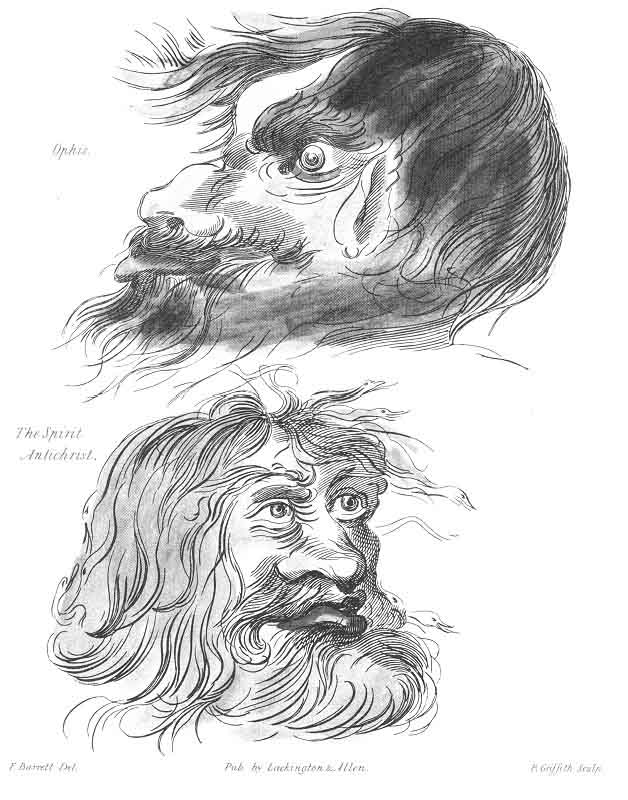 Ophis.
The Spirit
Antichrist.
F. Barrett Del.
Pub. by Lackington & Allen.
R. Griffith Sculp.